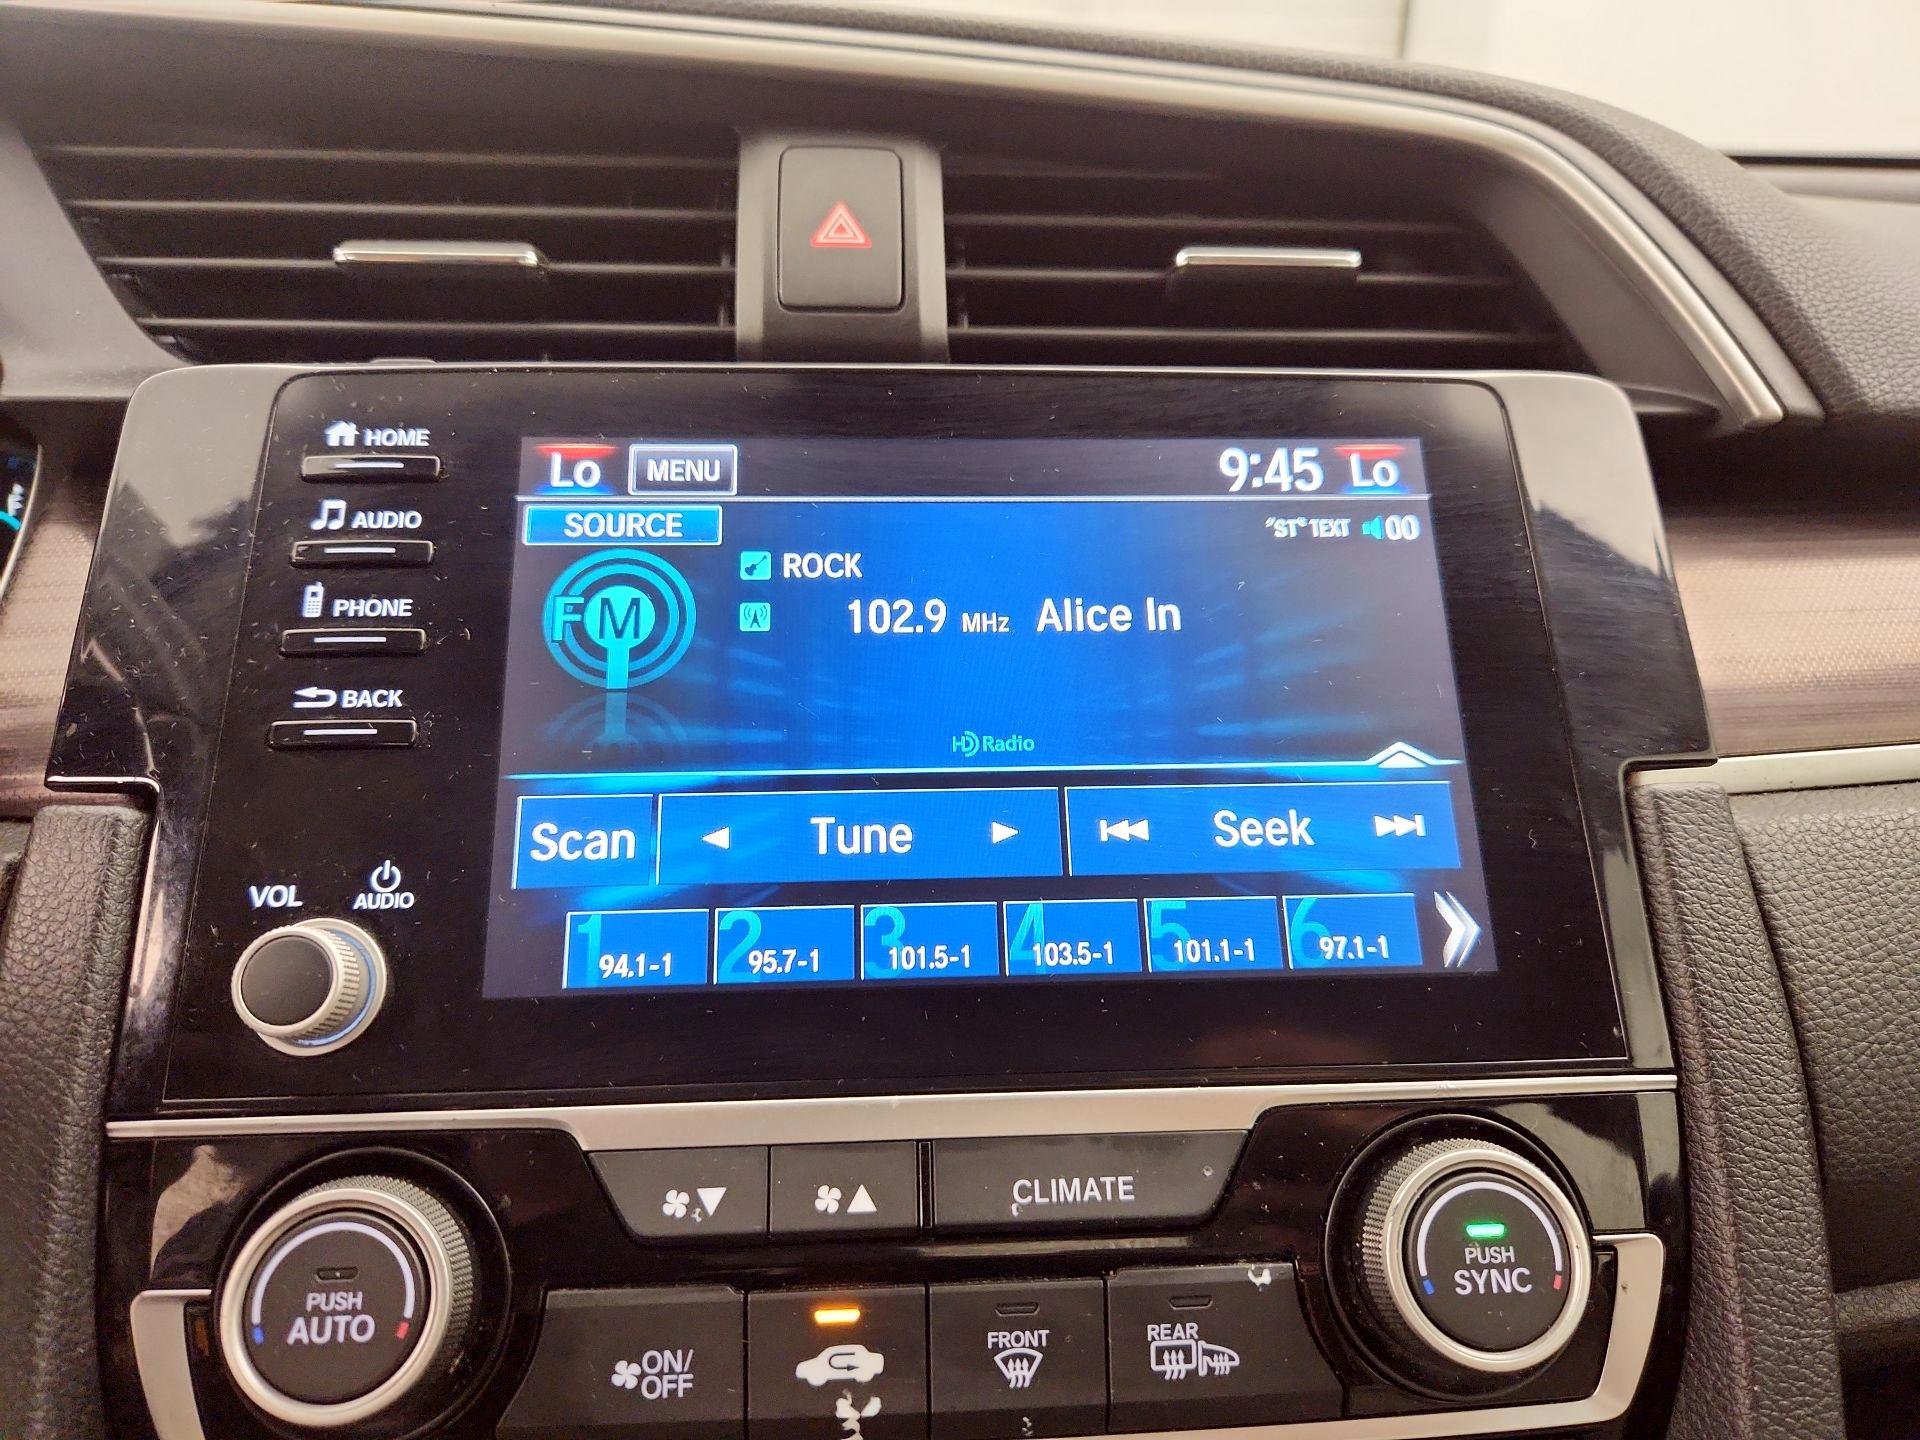 HOME
AUDIO
PHONE
BACK
VOL
AUDIO
Lo MENU 9:45 Lo
SOURCE "ST" TEXT 00
FM
ROCK
102.9 MHz Alice In
HD Radio
Scan Tune Seek
1 94.1-1 2 95.7-1 3 101.5-1 4 103.5-1 5 101.1-1 6 97.1-1
CLIMATE
PUSH
AUTO
PUSH
SYNC
ON/
OFF
FRONT
REAR